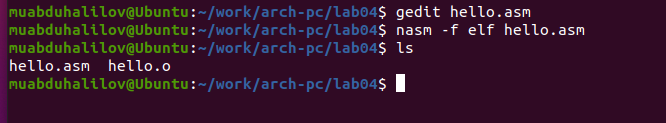 muabduhalilov@Ubuntu:~/work/arch-pc/lab04$ gedit hello.asm
muabduhalilov@Ubuntu:~/work/arch-pc/lab04$ nasm -f elf hello.asm
muabduhalilov@Ubuntu:~/work/arch-pc/lab04$ ls
hello.asm  hello.o
muabduhalilov@Ubuntu:~/work/arch-pc/lab04$